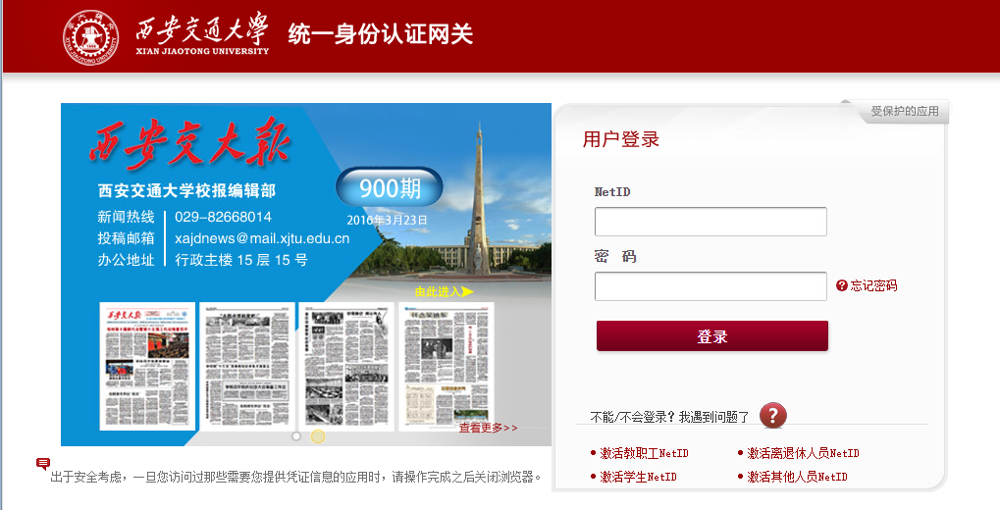 西安交通大学
XIAN JIAOTONG UNIVERSITY
统一身份认证网关
西安交大报
西安交通大学校报编辑部
新闻热线 029-82668014
投稿邮箱 xajdnews@mail.xjtu.edu.cn
办公地址 行政主楼 15 层 15 号
900期
2016年3月23日
由此进入
西安交大报
查看更多>>
受保护的应用
用户登录
NetID
密 码
忘记密码
登录
不能/不会登录？我遇到问题了
激活教职工NetID
激活离退休人员NetID
激活学生NetID
激活其他人员NetID
出于安全考虑，一旦您访问过那些需要您提供凭证信息的应用时，请操作完成之后关闭浏览器。